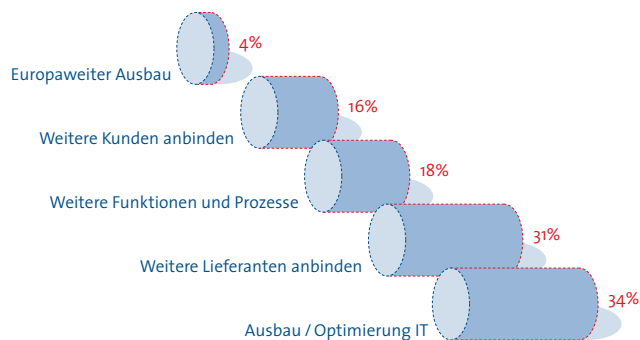 4%
Europaweiter Ausbau
16%
Weitere Kunden anbinden
18%
Weitere Funktionen und Prozesse
31%
Weitere Lieferanten anbinden
34%
Ausbau / Optimierung IT